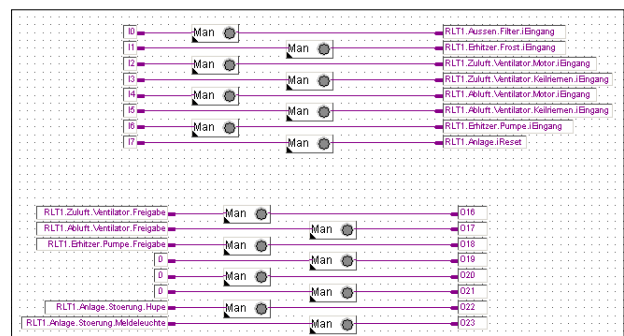 I0 Man RLT1.Aussen.Filter.iEingang
I1 Man RLT1.Erhitzer.Frost.iEingang
I2 Man RLT1.Zuluft.Ventilator.Motor.iEingang
I3 Man RLT1.Zuluft.Ventilator.Keilriemen.iEingang
I4 Man RLT1.Abluft.Ventilator.Motor.iEingang
I5 Man RLT1.Abluft.Ventilator.Keilriemen.iEingang
I6 Man RLT1.Erhitzer.Pumpe.iEingang
I7 Man RLT1.Anlage.iReset
RLT1.Zuluft.Ventilator.Freigabe Man O16
RLT1.Abluft.Ventilator.Freigabe Man O17
RLT1.Erhitzer.Pumpe.Freigabe Man O18
0 Man O19
0 Man O20
0 Man O21
RLT1.Anlage.Stoerung.Hupe Man O22
RLT1.Anlage.Stoerung.Meldeleuchte Man O23